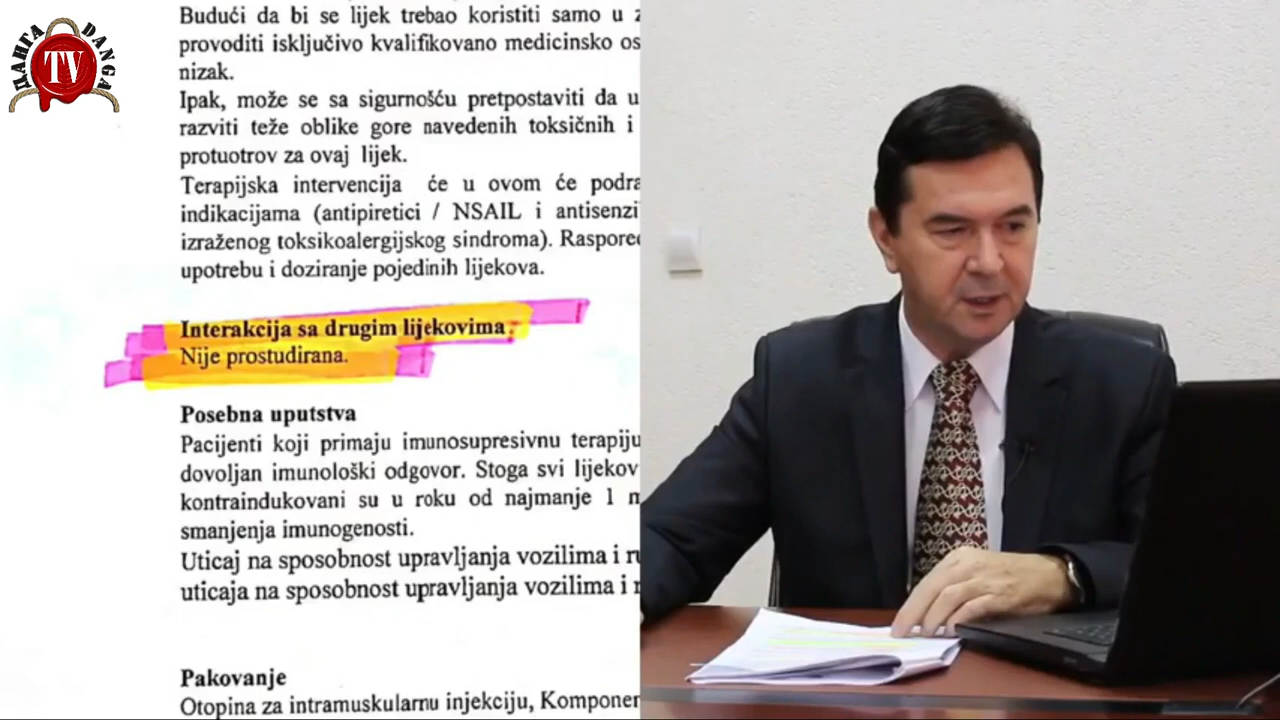 ДАНГА
DANGA
TV
Budući da bi se lijek trebao koristiti samo u z
provoditi isključivo kvalifikovano medicinsko os
nizak.
Ipak, može se sa sigurnošću pretpostaviti da u
razviti teže oblike gore navedenih toksičnih i
protuotrov za ovaj lijek.
Terapijska intervencija će u ovom će podra
indikacijama (antipiretici / NSAIL i antisenzi
izraženog toksikoalergijskog sindroma). Raspore
upotrebu i doziranje pojedinih lijekova.
Interakcija sa drugim lijekovima
Nije prostudirana.
Posebna uputstva
Pacijenti koji primaju imunosupresivnu terapiju
dovoljan imunološki odgovor. Stoga svi lijekov
kontraindukovani su u roku od najmanje 1 m
smanjenja imunogenosti.
Uticaj na sposobnost upravljanja vozilima i ru
uticaja na sposobnost upravljanja vozilima i r
Pakovanje
Otopina za intramuskularnu injekciju, Komponen